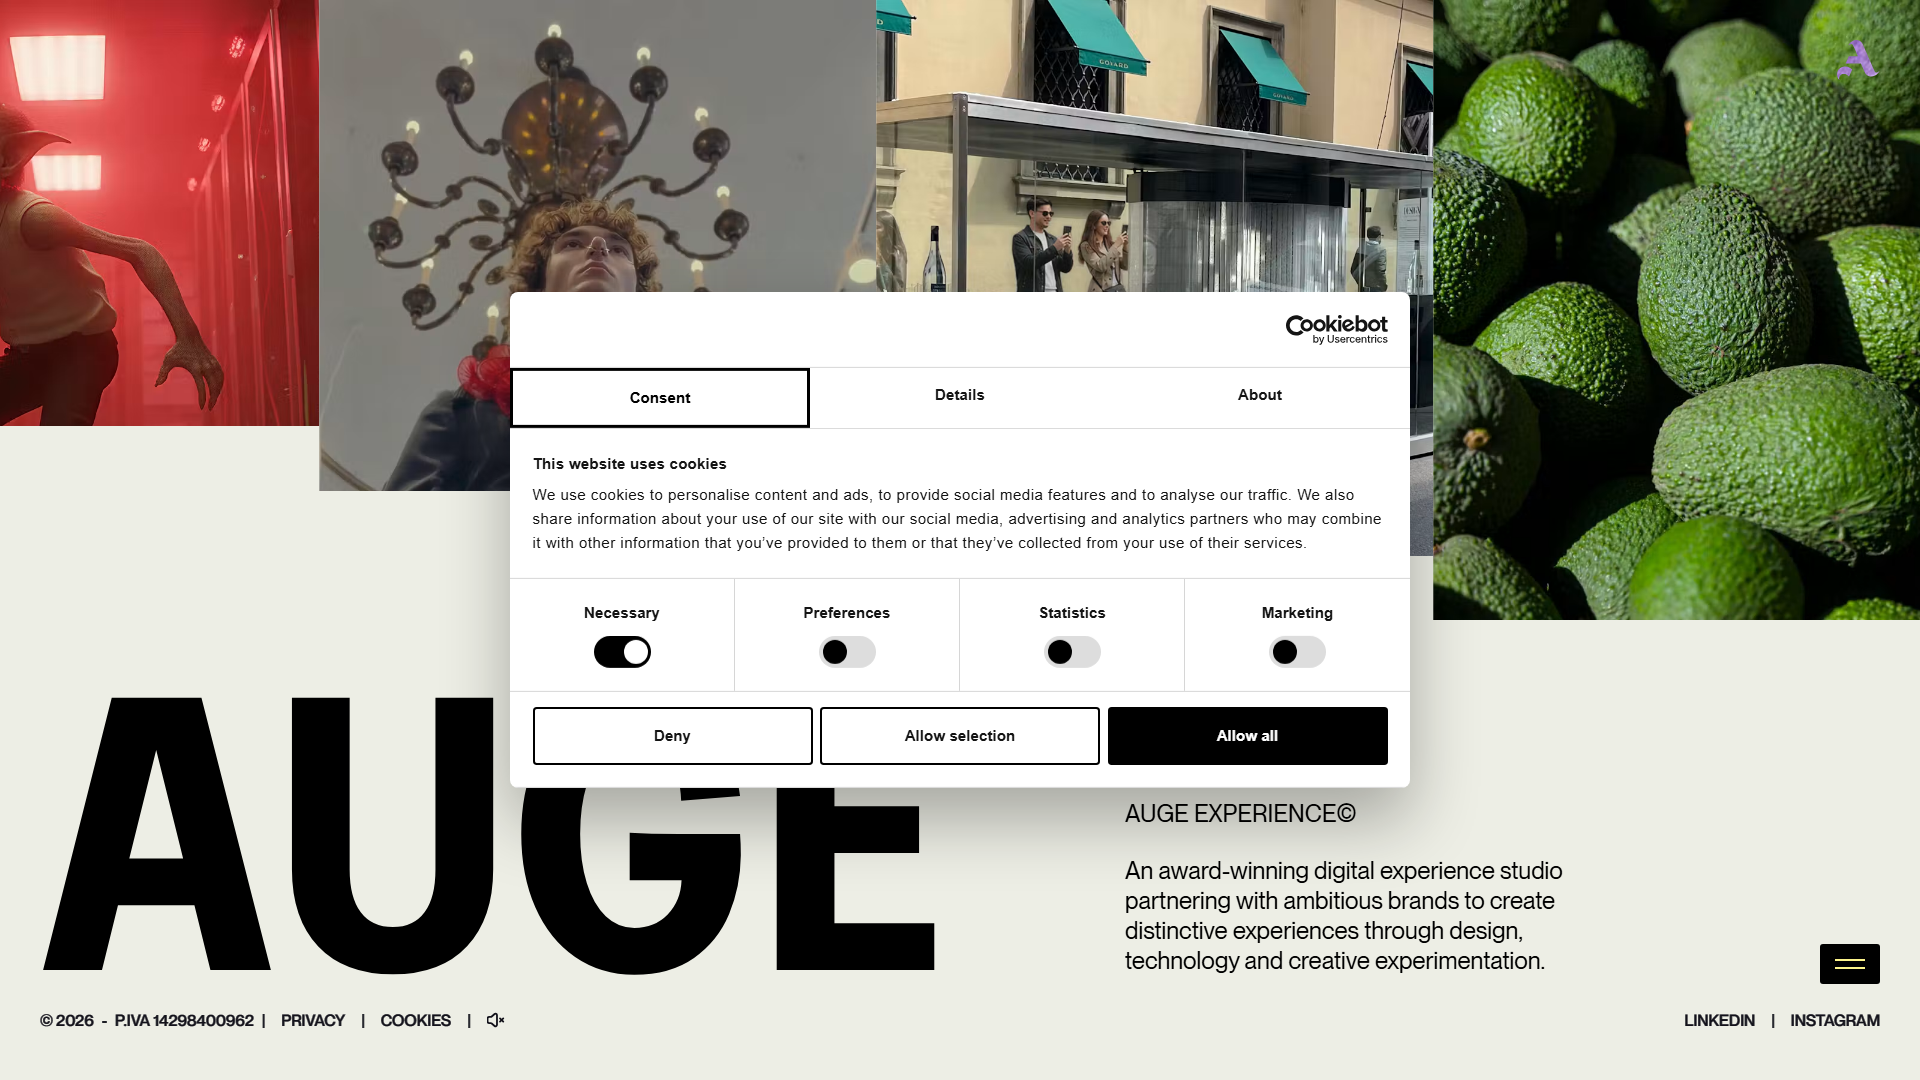 GOYARD
GOYARD
Cookiebot
by Usercentrics
Consent
Details
About
This website uses cookies
We use cookies to personalise content and ads, to provide social media features and to analyse our traffic. We also
share information about your use of our site with our social media, advertising and analytics partners who may combine
it with other information that you’ve provided to them or that they’ve collected from your use of their services.
Necessary
Preferences
Statistics
Marketing
Deny
Allow selection
Allow all
AUGE
AUGE EXPERIENCE©
An award-winning digital experience studio
partnering with ambitious brands to create
distinctive experiences through design,
technology and creative experimentation.
© 2026 - P.IVA 14298400962 | PRIVACY | COOKIES |
LINKEDIN | INSTAGRAM